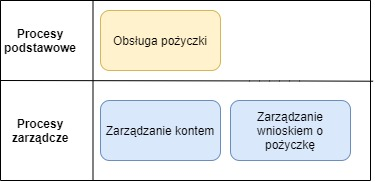 Procesy
podstawowe
Obsługa pożyczki
Procesy
zarządcze
Zarządzanie kontem
Zarządzanie
wnioskiem o
pożyczkę